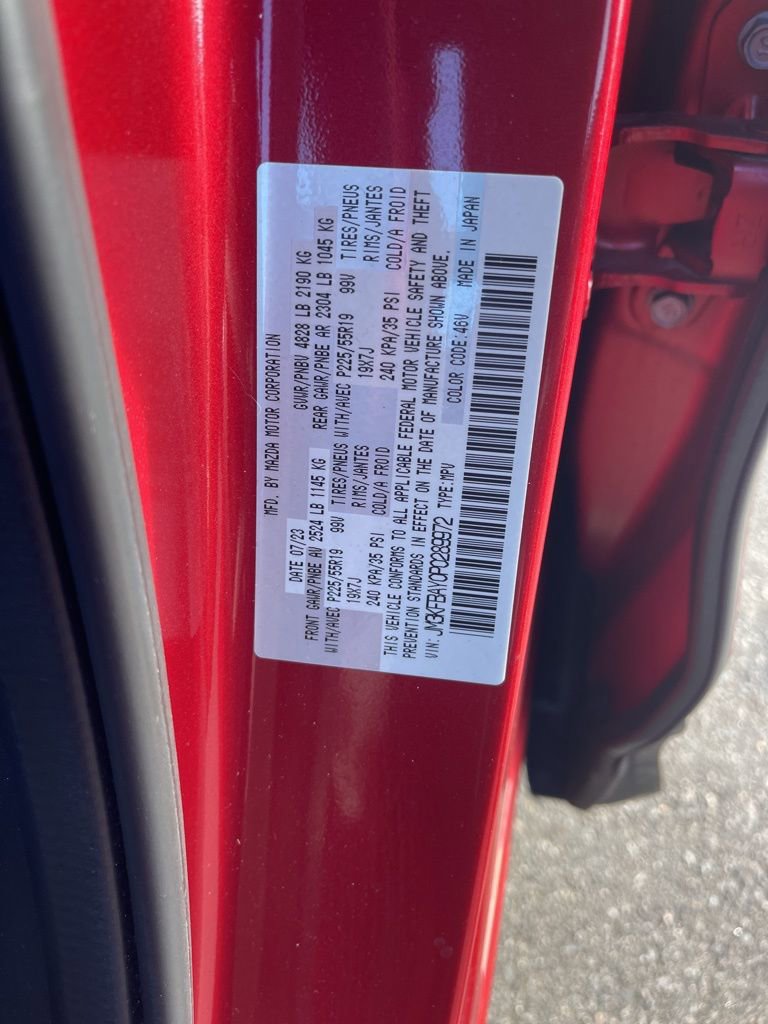 MFD. BY MAZDA MOTOR CORPORATION
DATE 07/23 GVWR/PNBV 4828 LB 2190 KG
FRONT GAWR/PNBE AV 2524 LB 1145 KG REAR GAWR/PNBE AR 2304 LB 1045 KG
WITH/AVEC P225/55R19 99V TIRES/PNEUS WITH/AVEC P225/55R19 99V TIRES/PNEUS
19X7J RIMS/JANTES 19X7J RIMS/JANTES
240 KPA/35 PSI COLD/A FROID 240 KPA/35 PSI COLD/A FROID
THIS VEHICLE CONFORMS TO ALL APPLICABLE FEDERAL MOTOR VEHICLE SAFETY AND THEFT
PREVENTION STANDARDS IN EFFECT ON THE DATE OF MANUFACTURE SHOWN ABOVE.
VIN: JM3KFBAY0P0289972 TYPE:MPV COLOR CODE:46V MADE IN JAPAN